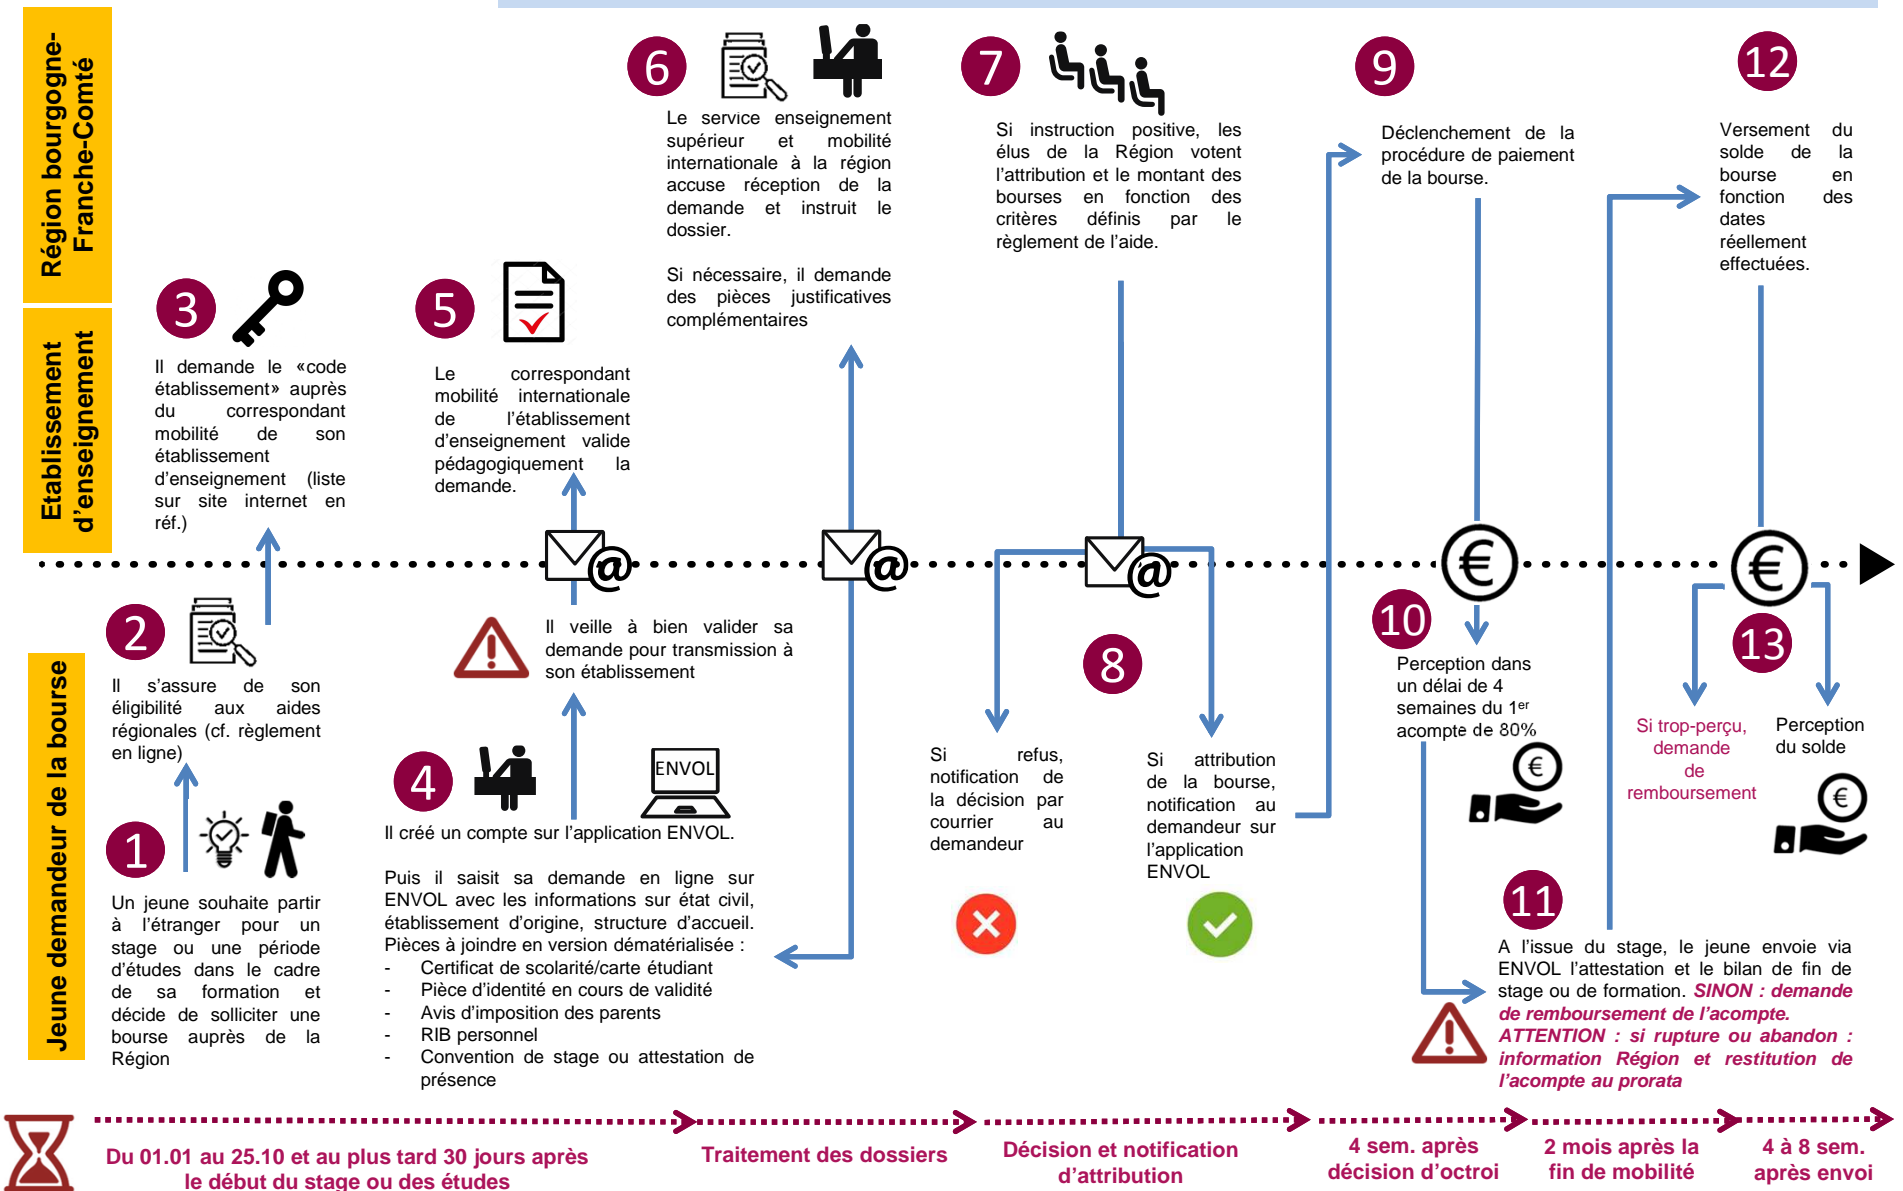 Région bourgogne-
Franche-Comté
Etablissement
d’enseignement
Jeune demandeur de la bourse
1
Un jeune souhaite partir
à l’étranger pour un
stage ou une période
d’études dans le cadre
de sa formation et
décide de solliciter une
bourse auprès de la
Région
2
Il s’assure de son
éligibilité aux aides
régionales (cf. règlement
en ligne)
3
Il demande le «code
établissement» auprès
du correspondant
mobilité de son
établissement
d’enseignement (liste
sur site internet en
réf.)
4
ENVOL
Il créé un compte sur l’application ENVOL.
Puis il saisit sa demande en ligne sur
ENVOL avec les informations sur état civil,
établissement d’origine, structure d’accueil.
Pièces à joindre en version dématérialisée :
- Certificat de scolarité/carte étudiant
- Pièce d’identité en cours de validité
- Avis d’imposition des parents
- RIB personnel
- Convention de stage ou attestation de
présence
Il veille à bien valider sa
demande pour transmission à
son établissement
@
5
Le correspondant
mobilité internationale
de l’établissement
d’enseignement valide
pédagogiquement la
demande.
6
Le service enseignement
supérieur et mobilité
internationale à la région
accuse réception de la
demande et instruit le
dossier.
Si nécessaire, il demande
des pièces justificatives
complémentaires
@
7
Si instruction positive, les
élus de la Région votent
l’attribution et le montant des
bourses en fonction des
critères définis par le
règlement de l’aide.
@
8
Si refus,
notification de
la décision par
courrier au
demandeur
Si attribution
de la bourse,
notification au
demandeur sur
l’application
ENVOL
9
Déclenchement de la
procédure de paiement
de la bourse.
€
10
Perception dans
un délai de 4
semaines du 1er
acompte de 80%
€
11
A l’issue du stage, le jeune envoie via
ENVOL l’attestation et le bilan de fin de
stage ou de formation. SINON : demande
de remboursement de l’acompte.
ATTENTION : si rupture ou abandon :
information Région et restitution de
l’acompte au prorata
12
Versement du
solde de la
bourse en
fonction des
dates
réellement
effectuées.
€
13
Si trop-perçu,
demande
de
remboursement
Perception
du solde
€
Du 01.01 au 25.10 et au plus tard 30 jours après
le début du stage ou des études
Traitement des dossiers
Décision et notification
d’attribution
4 sem. après
décision d’octroi
2 mois après la
fin de mobilité
4 à 8 sem.
après envoi